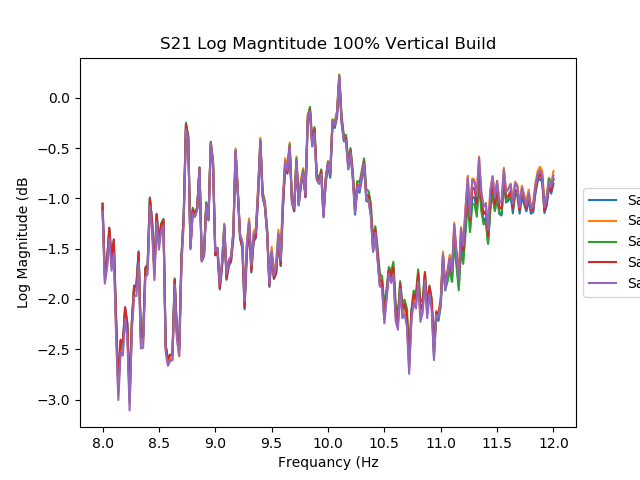 S21 Log Magntitude 100% Vertical Build
Log Magnitude (dB
0.0
−0.5
−1.0
−1.5
−2.0
−2.5
−3.0
8.0 8.5 9.0 9.5 10.0 10.5 11.0 11.5 12.0
Frequancy (Hz
Sa
Sa
Sa
Sa
Sa